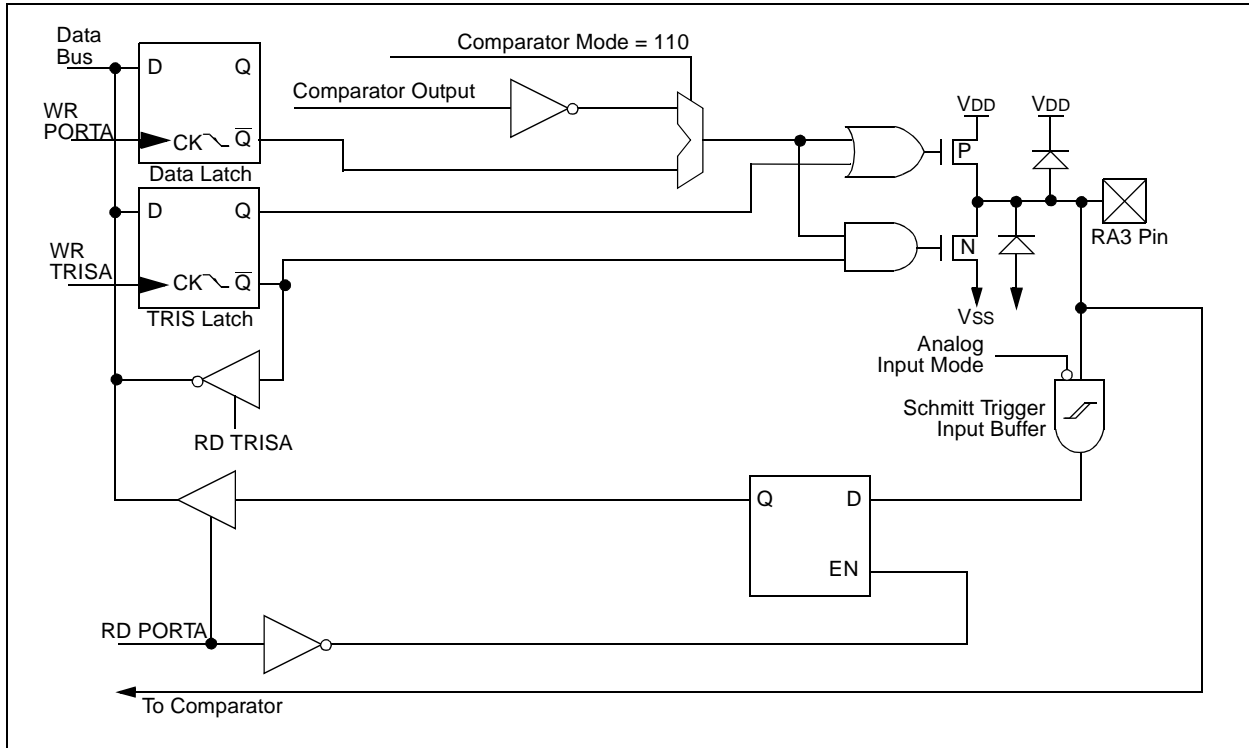 Data
Bus
D Q
WR
PORTA
CK Q̅
Data Latch
Comparator Mode = 110
Comparator Output
VDD
VDD
P
D Q
WR
TRISA
CK Q̅
TRIS Latch
N
RA3 Pin
VSS
Analog
Input Mode
Schmitt Trigger
Input Buffer
RD TRISA
Q D
EN
RD PORTA
To Comparator